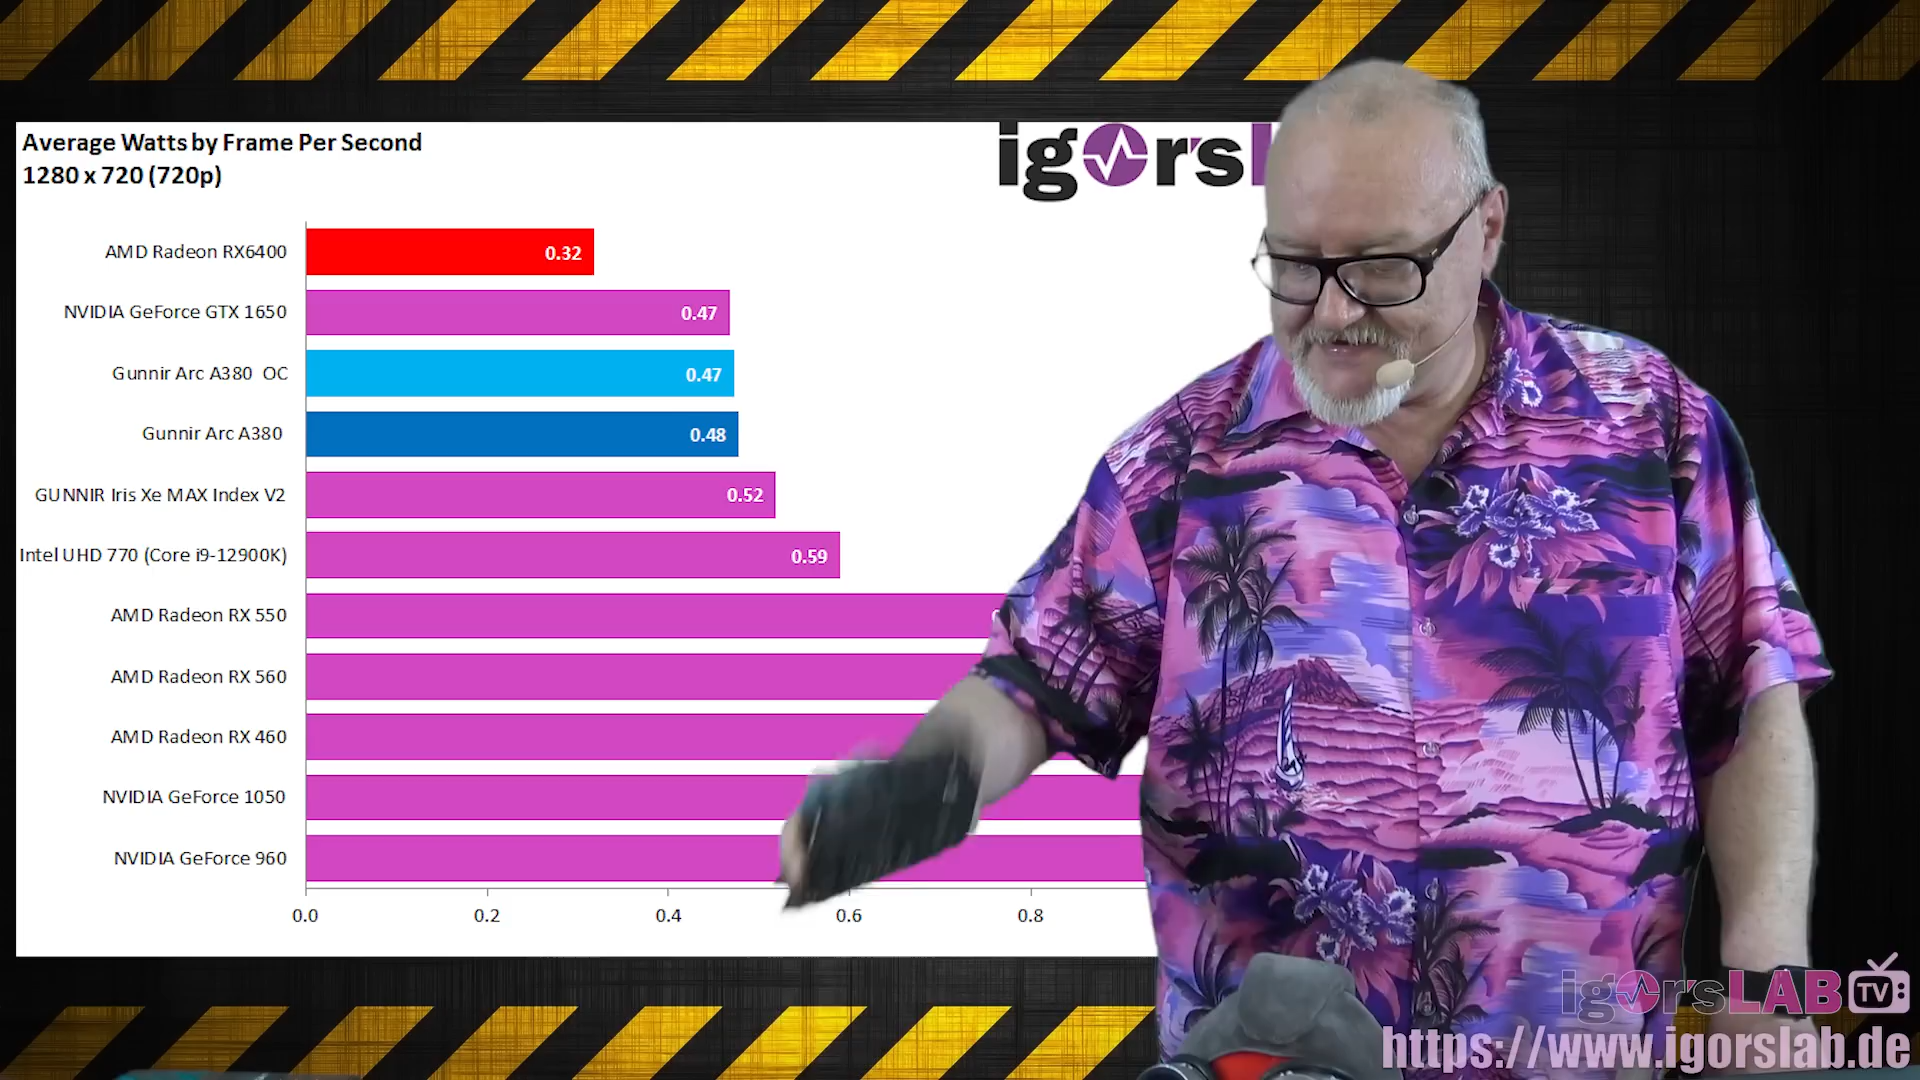 Average Watts by Frame Per Second
1280 x 720 (720p)
igorsL
AMD Radeon RX6400
0.32
NVIDIA GeForce GTX 1650
0.47
Gunnir Arc A380 OC
0.47
Gunnir Arc A380
0.48
GUNNIR Iris Xe MAX Index V2
0.52
Intel UHD 770 (Core i9-12900K)
0.59
AMD Radeon RX 550
AMD Radeon RX 560
AMD Radeon RX 460
NVIDIA GeForce 1050
NVIDIA GeForce 960
0.0 0.2 0.4 0.6 0.8
igorsLAB TV
https://www.igorslab.de